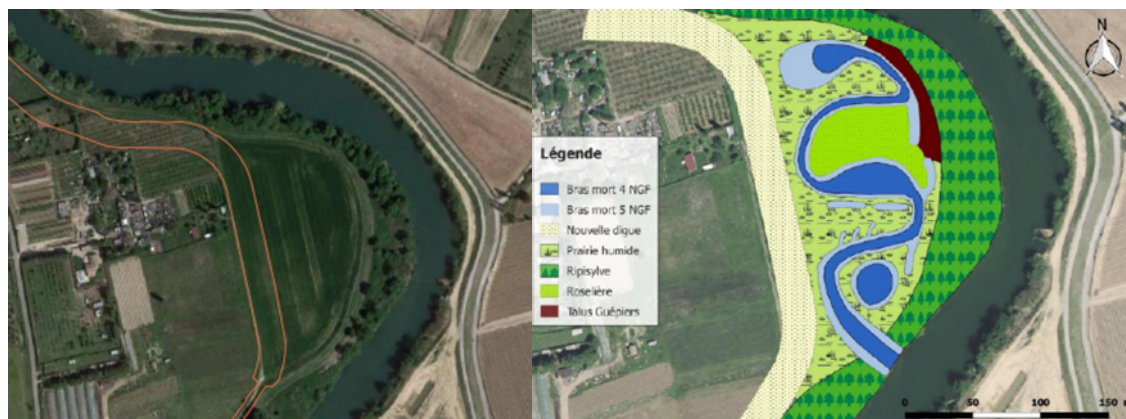 N
Légende
Bras mort 4 NGF
Bras mort 5 NGF
Nouvelle digue
Prairie humide
Ripisylve
Roselière
Talus Guêpiers
0 50 100 150 m